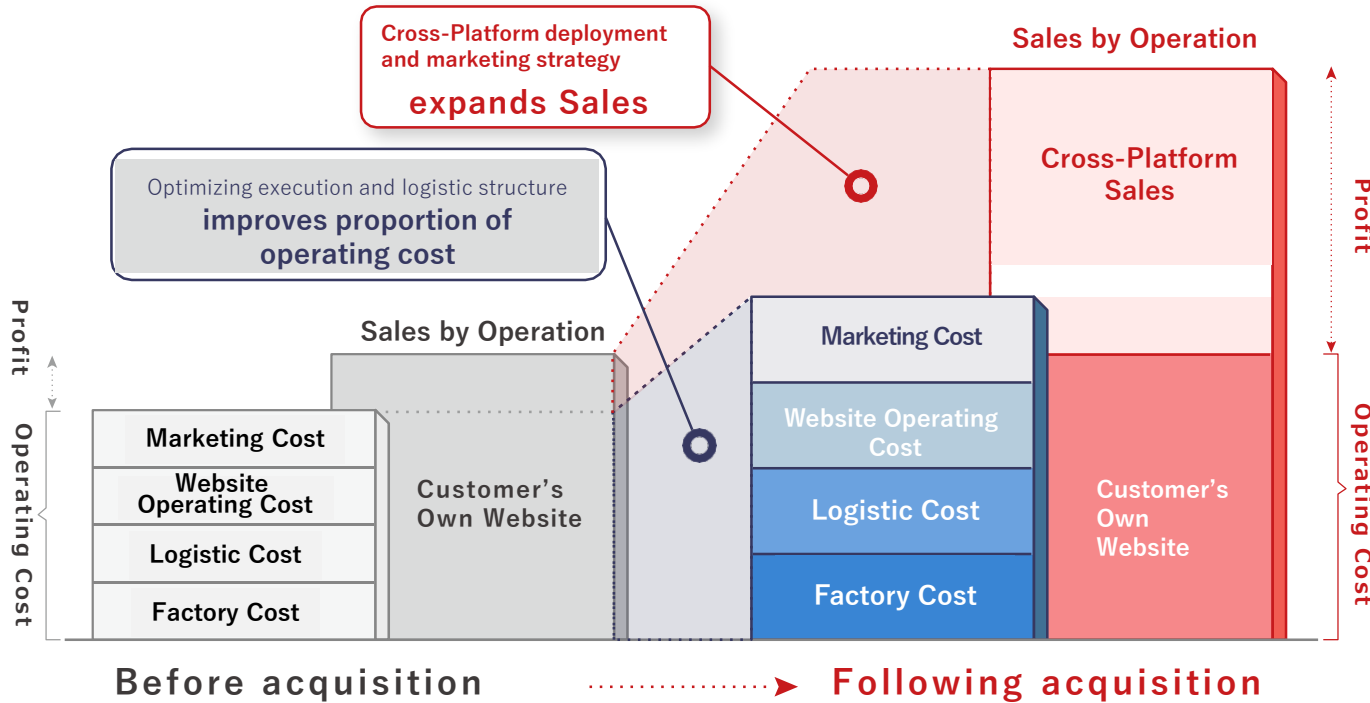 Cross-Platform deployment
and marketing strategy
expands Sales
Sales by Operation
Optimizing execution and logistic structure
improves proportion of
operating cost
Cross-Platform
Sales
Profit
Profit
Sales by Operation
Marketing Cost
Website Operating
Cost
Logistic Cost
Factory Cost
Operating Cost
Marketing Cost
Website
Operating Cost
Logistic Cost
Factory Cost
Customer’s
Own Website
Customer’s
Own
Website
Operating Cost
Before acquisition
Following acquisition